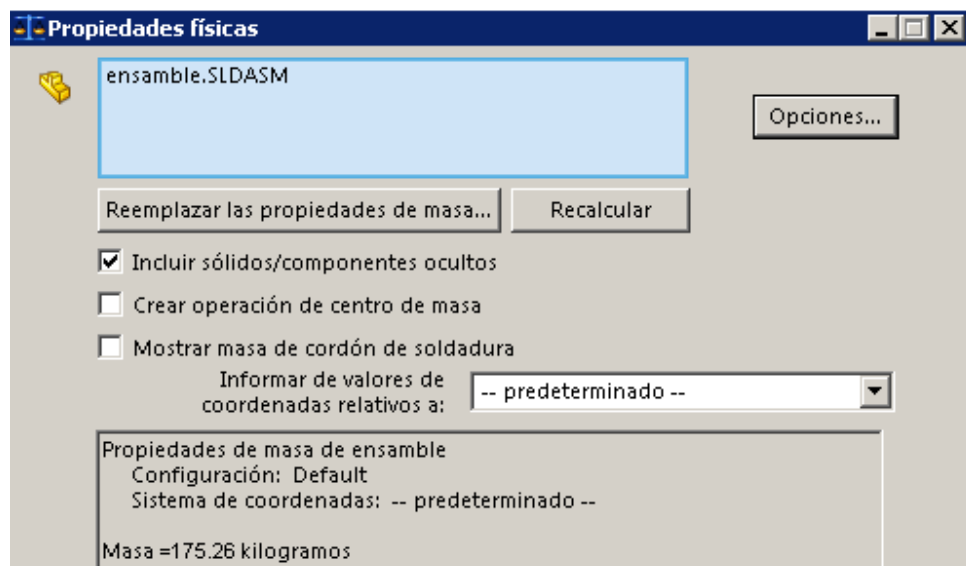 Propiedades físicas
ensamble.SLDASM
Opciones...
Reemplazar las propiedades de masa...
Recalcular
Incluir sólidos/componentes ocultos
Crear operación de centro de masa
Mostrar masa de cordón de soldadura
Informar de valores de
coordenadas relativos a:
-- predeterminado --
Propiedades de masa de ensamble
Configuración: Default
Sistema de coordenadas: -- predeterminado --
Masa =175.26 kilogramos